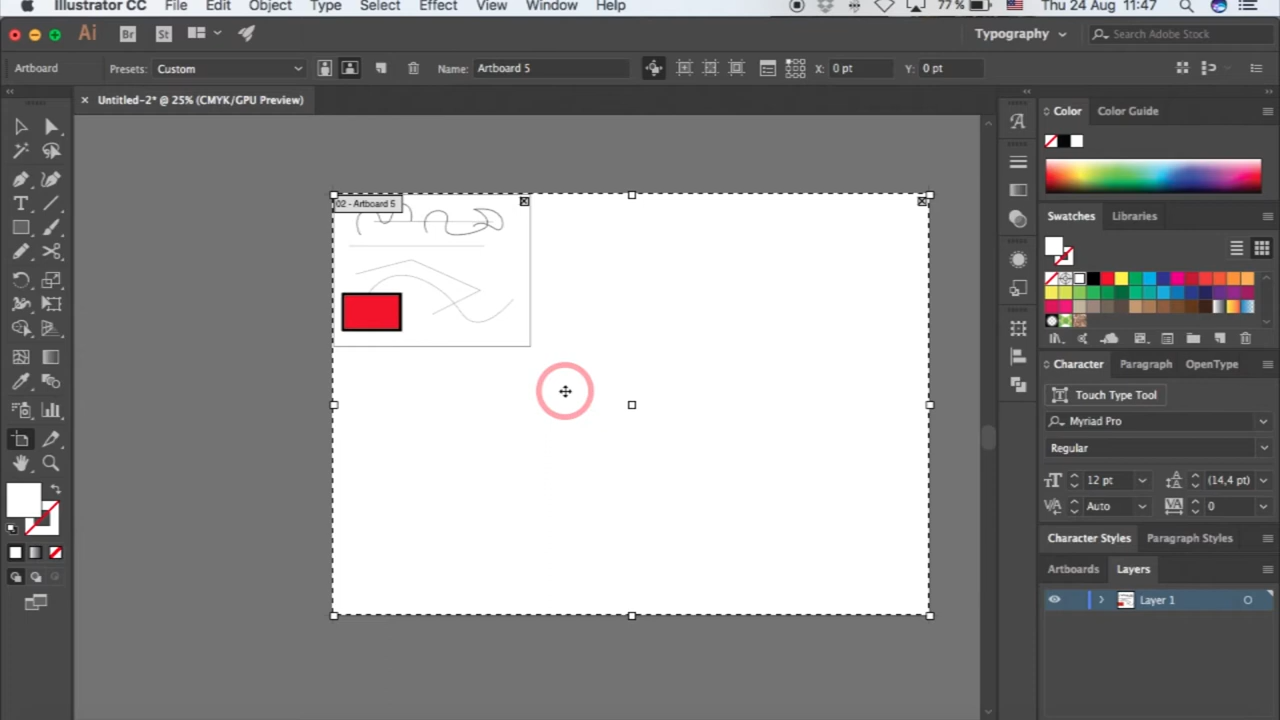 Illustrator CC File Edit Object Type Select Effect View Window Help 77 % Thu 24 Aug 11:47
Ai Br St Typography Search Adobe Stock
Artboard Presets: Custom Name: Artboard 5 X: 0 pt Y: 0 pt
Untitled-2* @ 25% (CMYK/GPU Preview)
Color Color Guide
02 - Artboard 5
Swatches Libraries
Character Paragraph OpenType
Touch Type Tool
Myriad Pro
Regular
12 pt (14,4 pt)
Auto 0
Character Styles Paragraph Styles
Artboards Layers
Layer 1